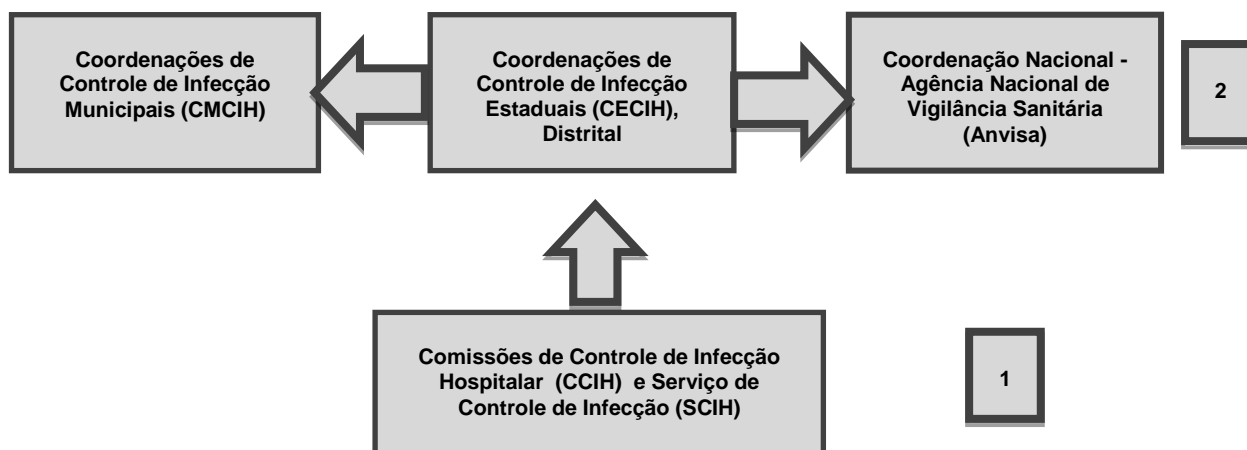 Coordenações de
Controle de Infecção
Municipais (CMCIH)
Coordenações de
Controle de Infecção
Estaduais (CECIH),
Distrital
Coordenação Nacional -
Agência Nacional de
Vigilância Sanitária
(Anvisa)
2
Comissões de Controle de Infecção
Hospitalar (CCIH) e Serviço de
Controle de Infecção (SCIH)
1